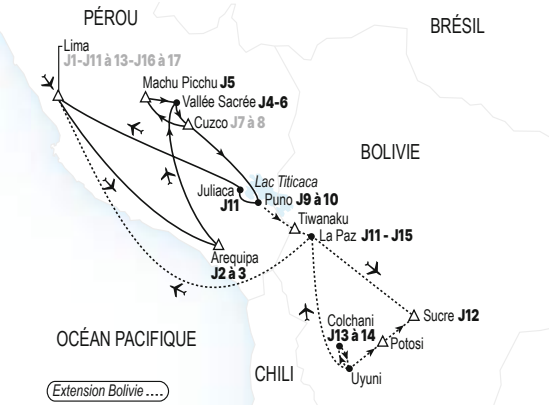 PÉROU
BRÉSIL
Lima
J1-J11 à 13-J16 à 17
Machu Picchu J5
Vallée Sacrée J4-6
Cuzco J7 à 8
BOLIVIE
Lac Titicaca
Juliaca
J11
Puno J9 à 10
Tiwanaku
La Paz J11 - J15
Arequipa
J2 à 3
Colchani
J13 à 14
Sucre J12
Potosi
OCÉAN PACIFIQUE
CHILI
Uyuni
Extension Bolivie ....